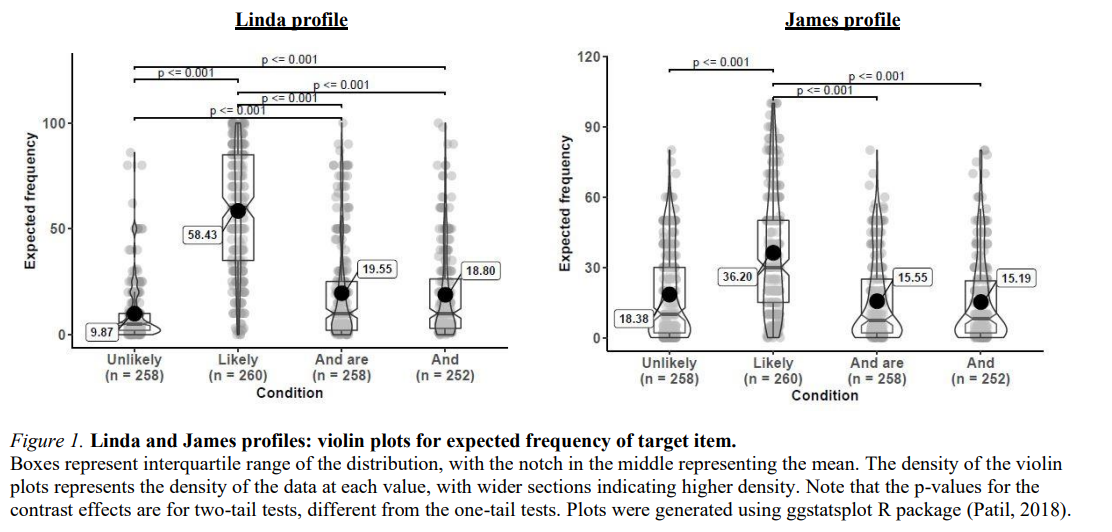 Linda profile
James profile
p <= 0.001
p <= 0.001
p <= 0.001
p <= 0.001
p <= 0.001
100
50
0
Expected frequency
58.43
19.55
18.80
9.87
Unlikely
(n = 258)
Likely
(n = 260)
And are
(n = 258)
And
(n = 252)
Condition
p <= 0.001
p <= 0.001
p <= 0.001
120
90
60
30
0
Expected frequency
36.20
15.55
15.19
18.38
Unlikely
(n = 258)
Likely
(n = 260)
And are
(n = 258)
And
(n = 252)
Condition
Figure 1. Linda and James profiles: violin plots for expected frequency of target item.
Boxes represent interquartile range of the distribution, with the notch in the middle representing the mean. The density of the violin
plots represents the density of the data at each value, with wider sections indicating higher density. Note that the p-values for the
contrast effects are for two-tail tests, different from the one-tail tests. Plots were generated using ggstatsplot R package (Patil, 2018).